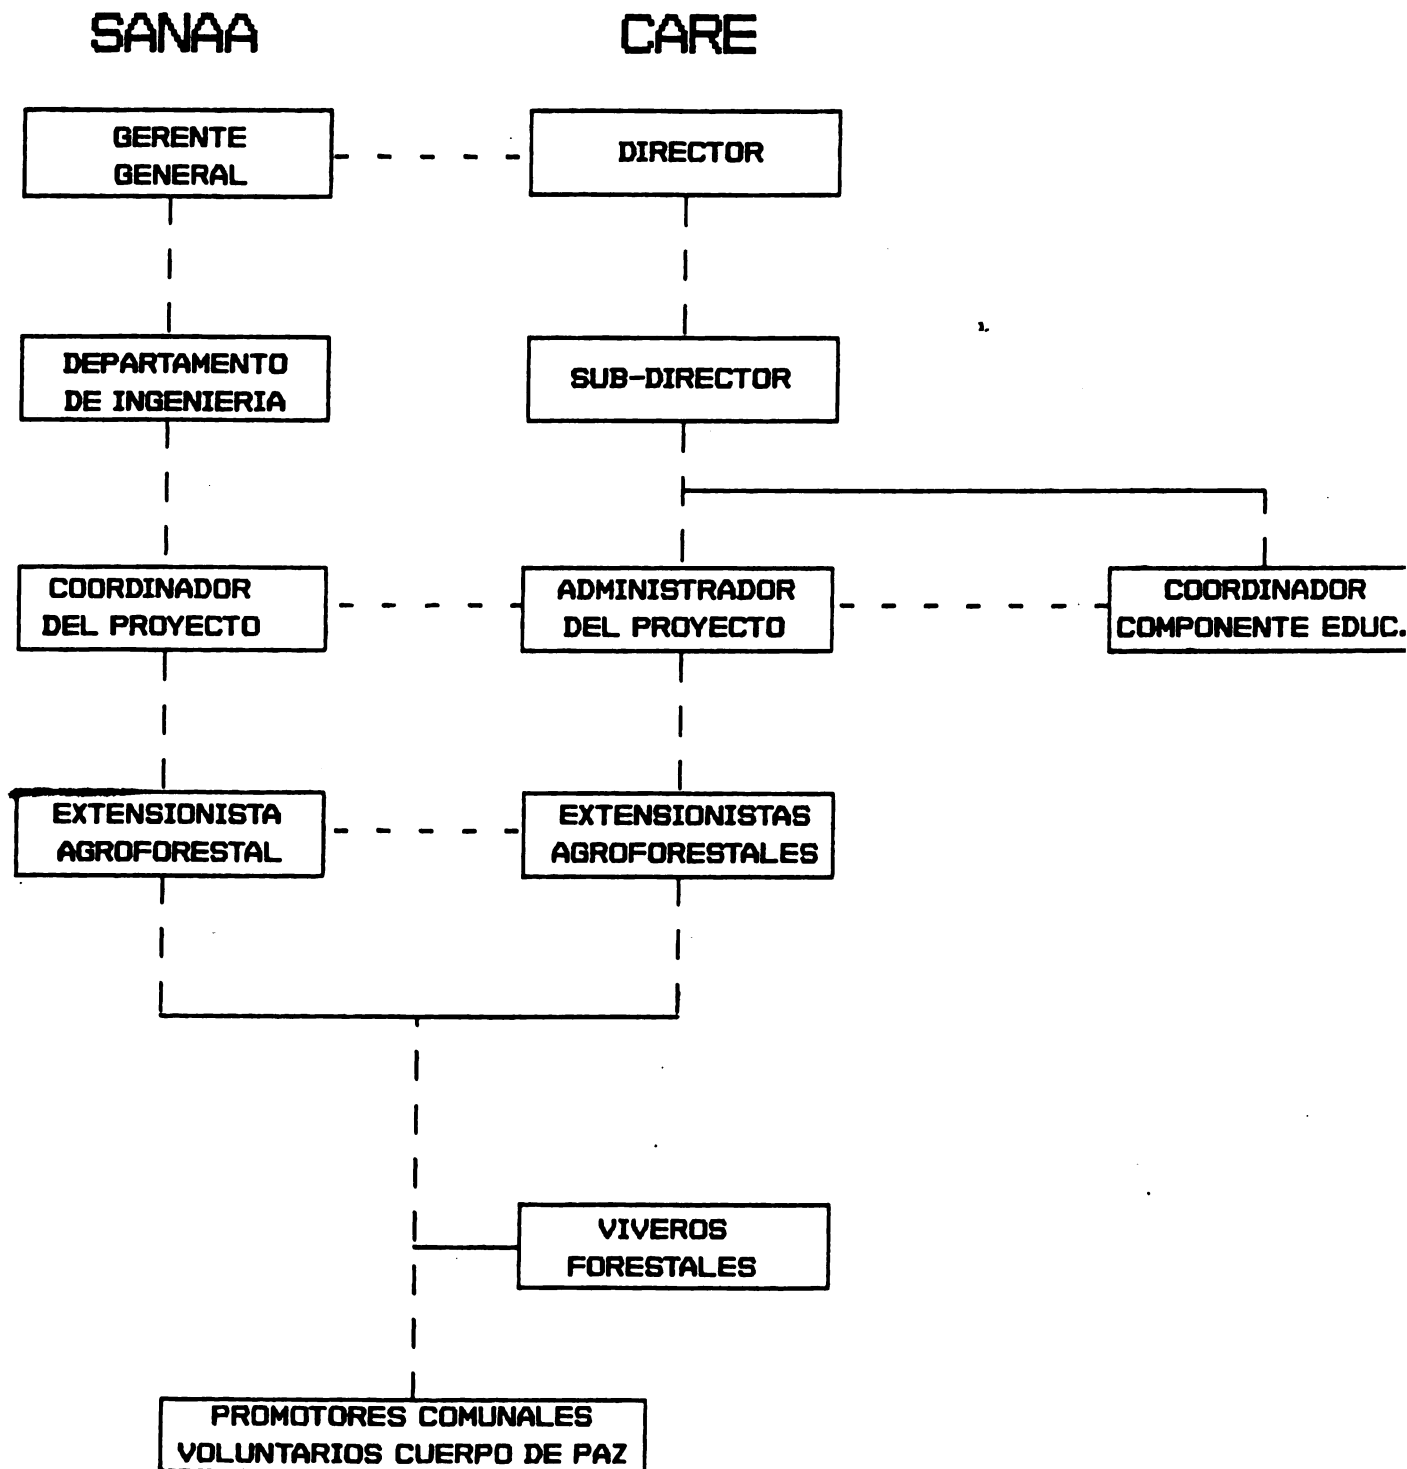 SANAA
CARE
GERENTE
GENERAL
DIRECTOR
DEPARTAMENTO
DE INGENIERIA
SUB-DIRECTOR
COORDINADOR
DEL PROYECTO
ADMINISTRADOR
DEL PROYECTO
COORDINADOR
COMPONENTE EDUC.
EXTENSIONISTA
AGROFORESTAL
EXTENSIONISTAS
AGROFORESTALES
VIVEROS
FORESTALES
PROMOTORES COMUNALES
VOLUNTARIOS CUERPO DE PAZ